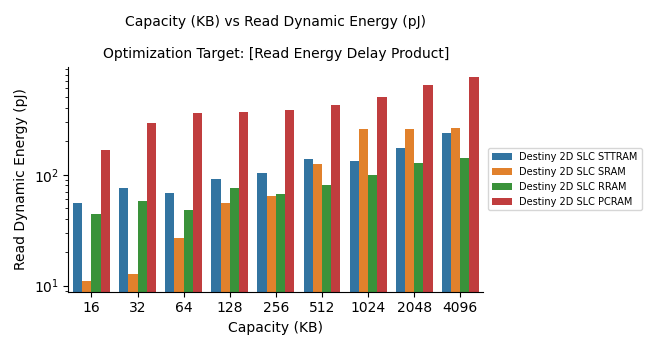 Capacity (KB) vs Read Dynamic Energy (pJ)
Optimization Target: [Read Energy Delay Product]
Read Dynamic Energy (pJ)
10²
10¹
16 32 64 128 256 512 1024 2048 4096
Capacity (KB)
Destiny 2D SLC STTRAM
Destiny 2D SLC SRAM
Destiny 2D SLC RRAM
Destiny 2D SLC PCRAM